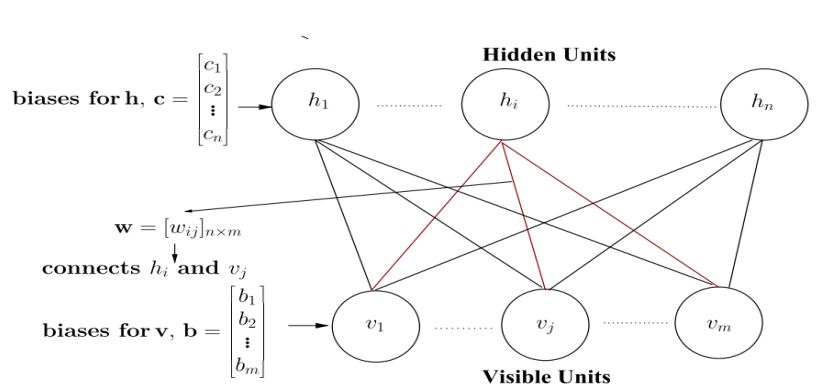 Hidden Units
biases for h, c = [c₁ c₂ ⋮ cₙ]
h₁ hᵢ hₙ
w = [wᵢⱼ]ₙ×ₘ
connects hᵢ and vⱼ
biases for v, b = [b₁ b₂ ⋮ bₘ]
v₁ vⱼ vₘ
Visible Units